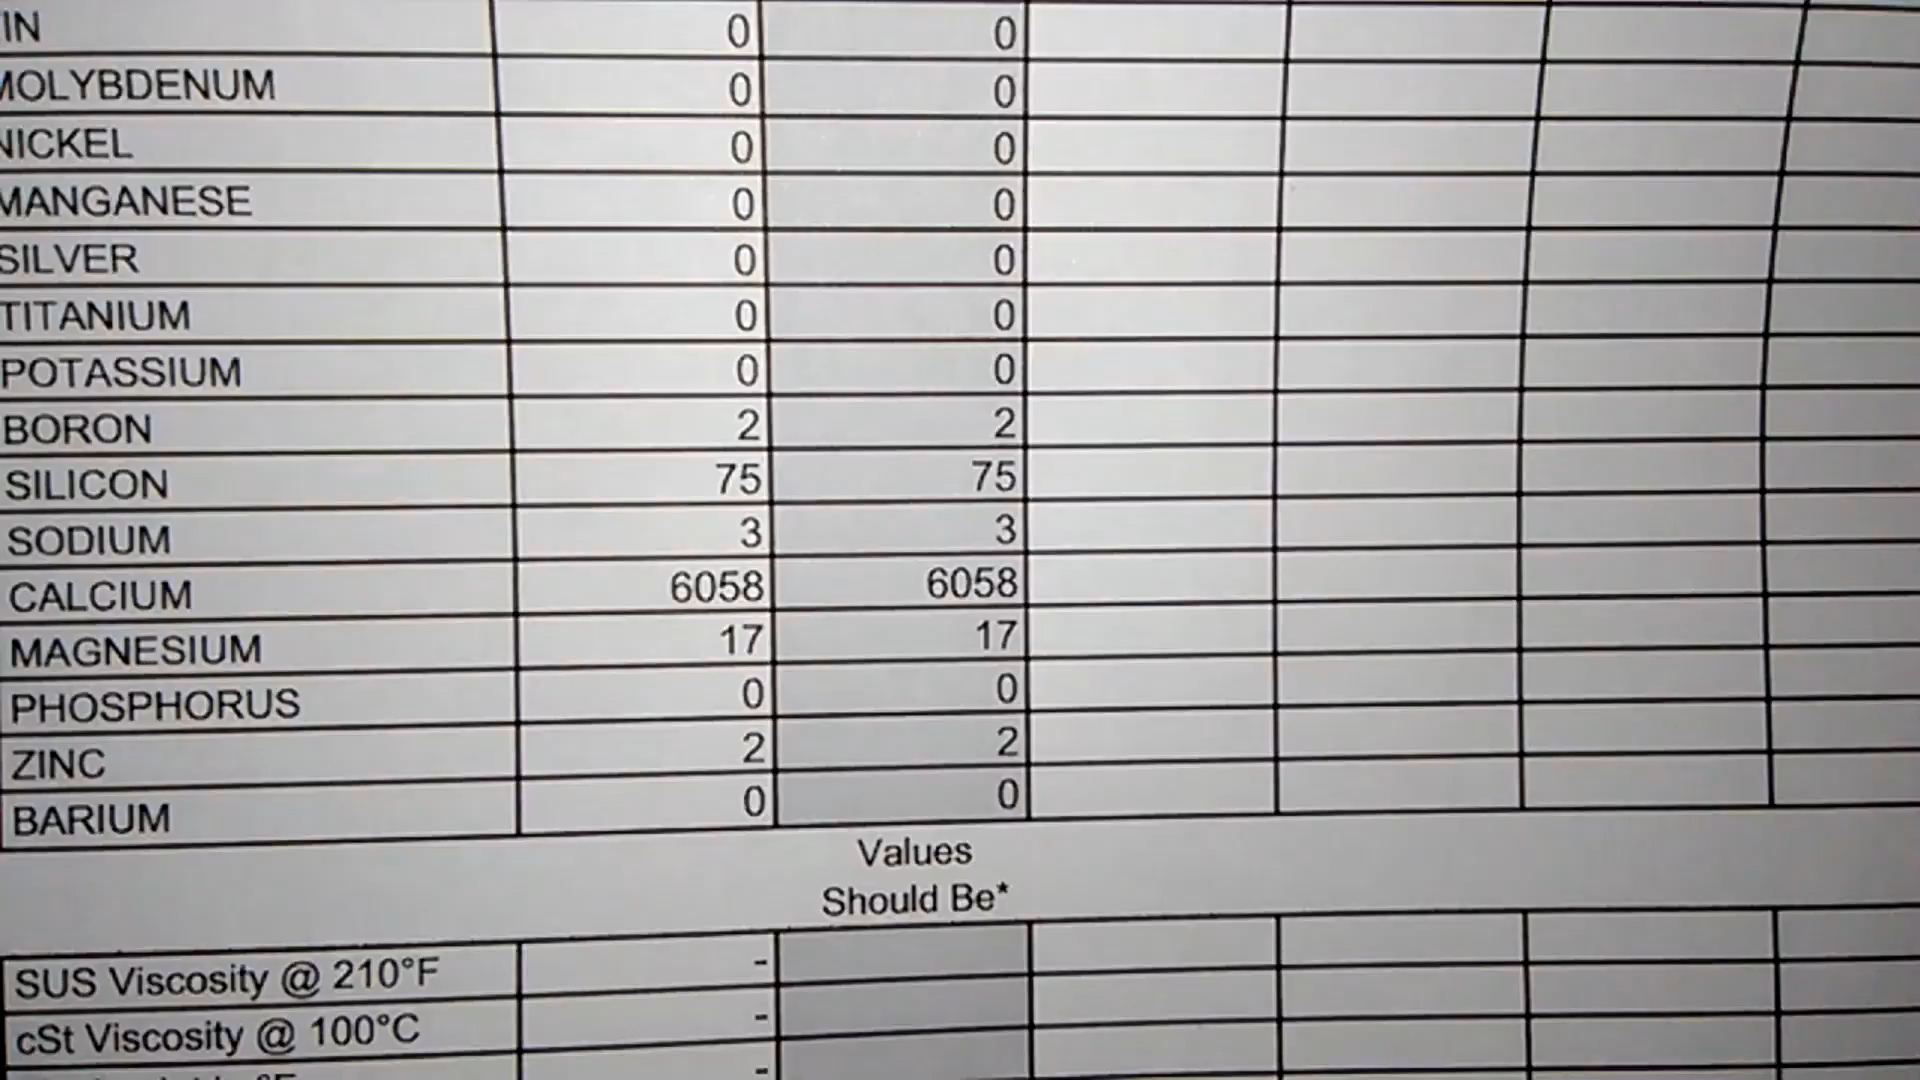 IN 0 0
MOLYBDENUM 0 0
NICKEL 0 0
MANGANESE 0 0
SILVER 0 0
TITANIUM 0 0
POTASSIUM 0 0
BORON 2 2
SILICON 75 75
SODIUM 3 3
CALCIUM 6058 6058
MAGNESIUM 17 17
PHOSPHORUS 0 0
ZINC 2 2
BARIUM 0 0
Values
Should Be*
SUS Viscosity @ 210°F -
cSt Viscosity @ 100°C -
°F -